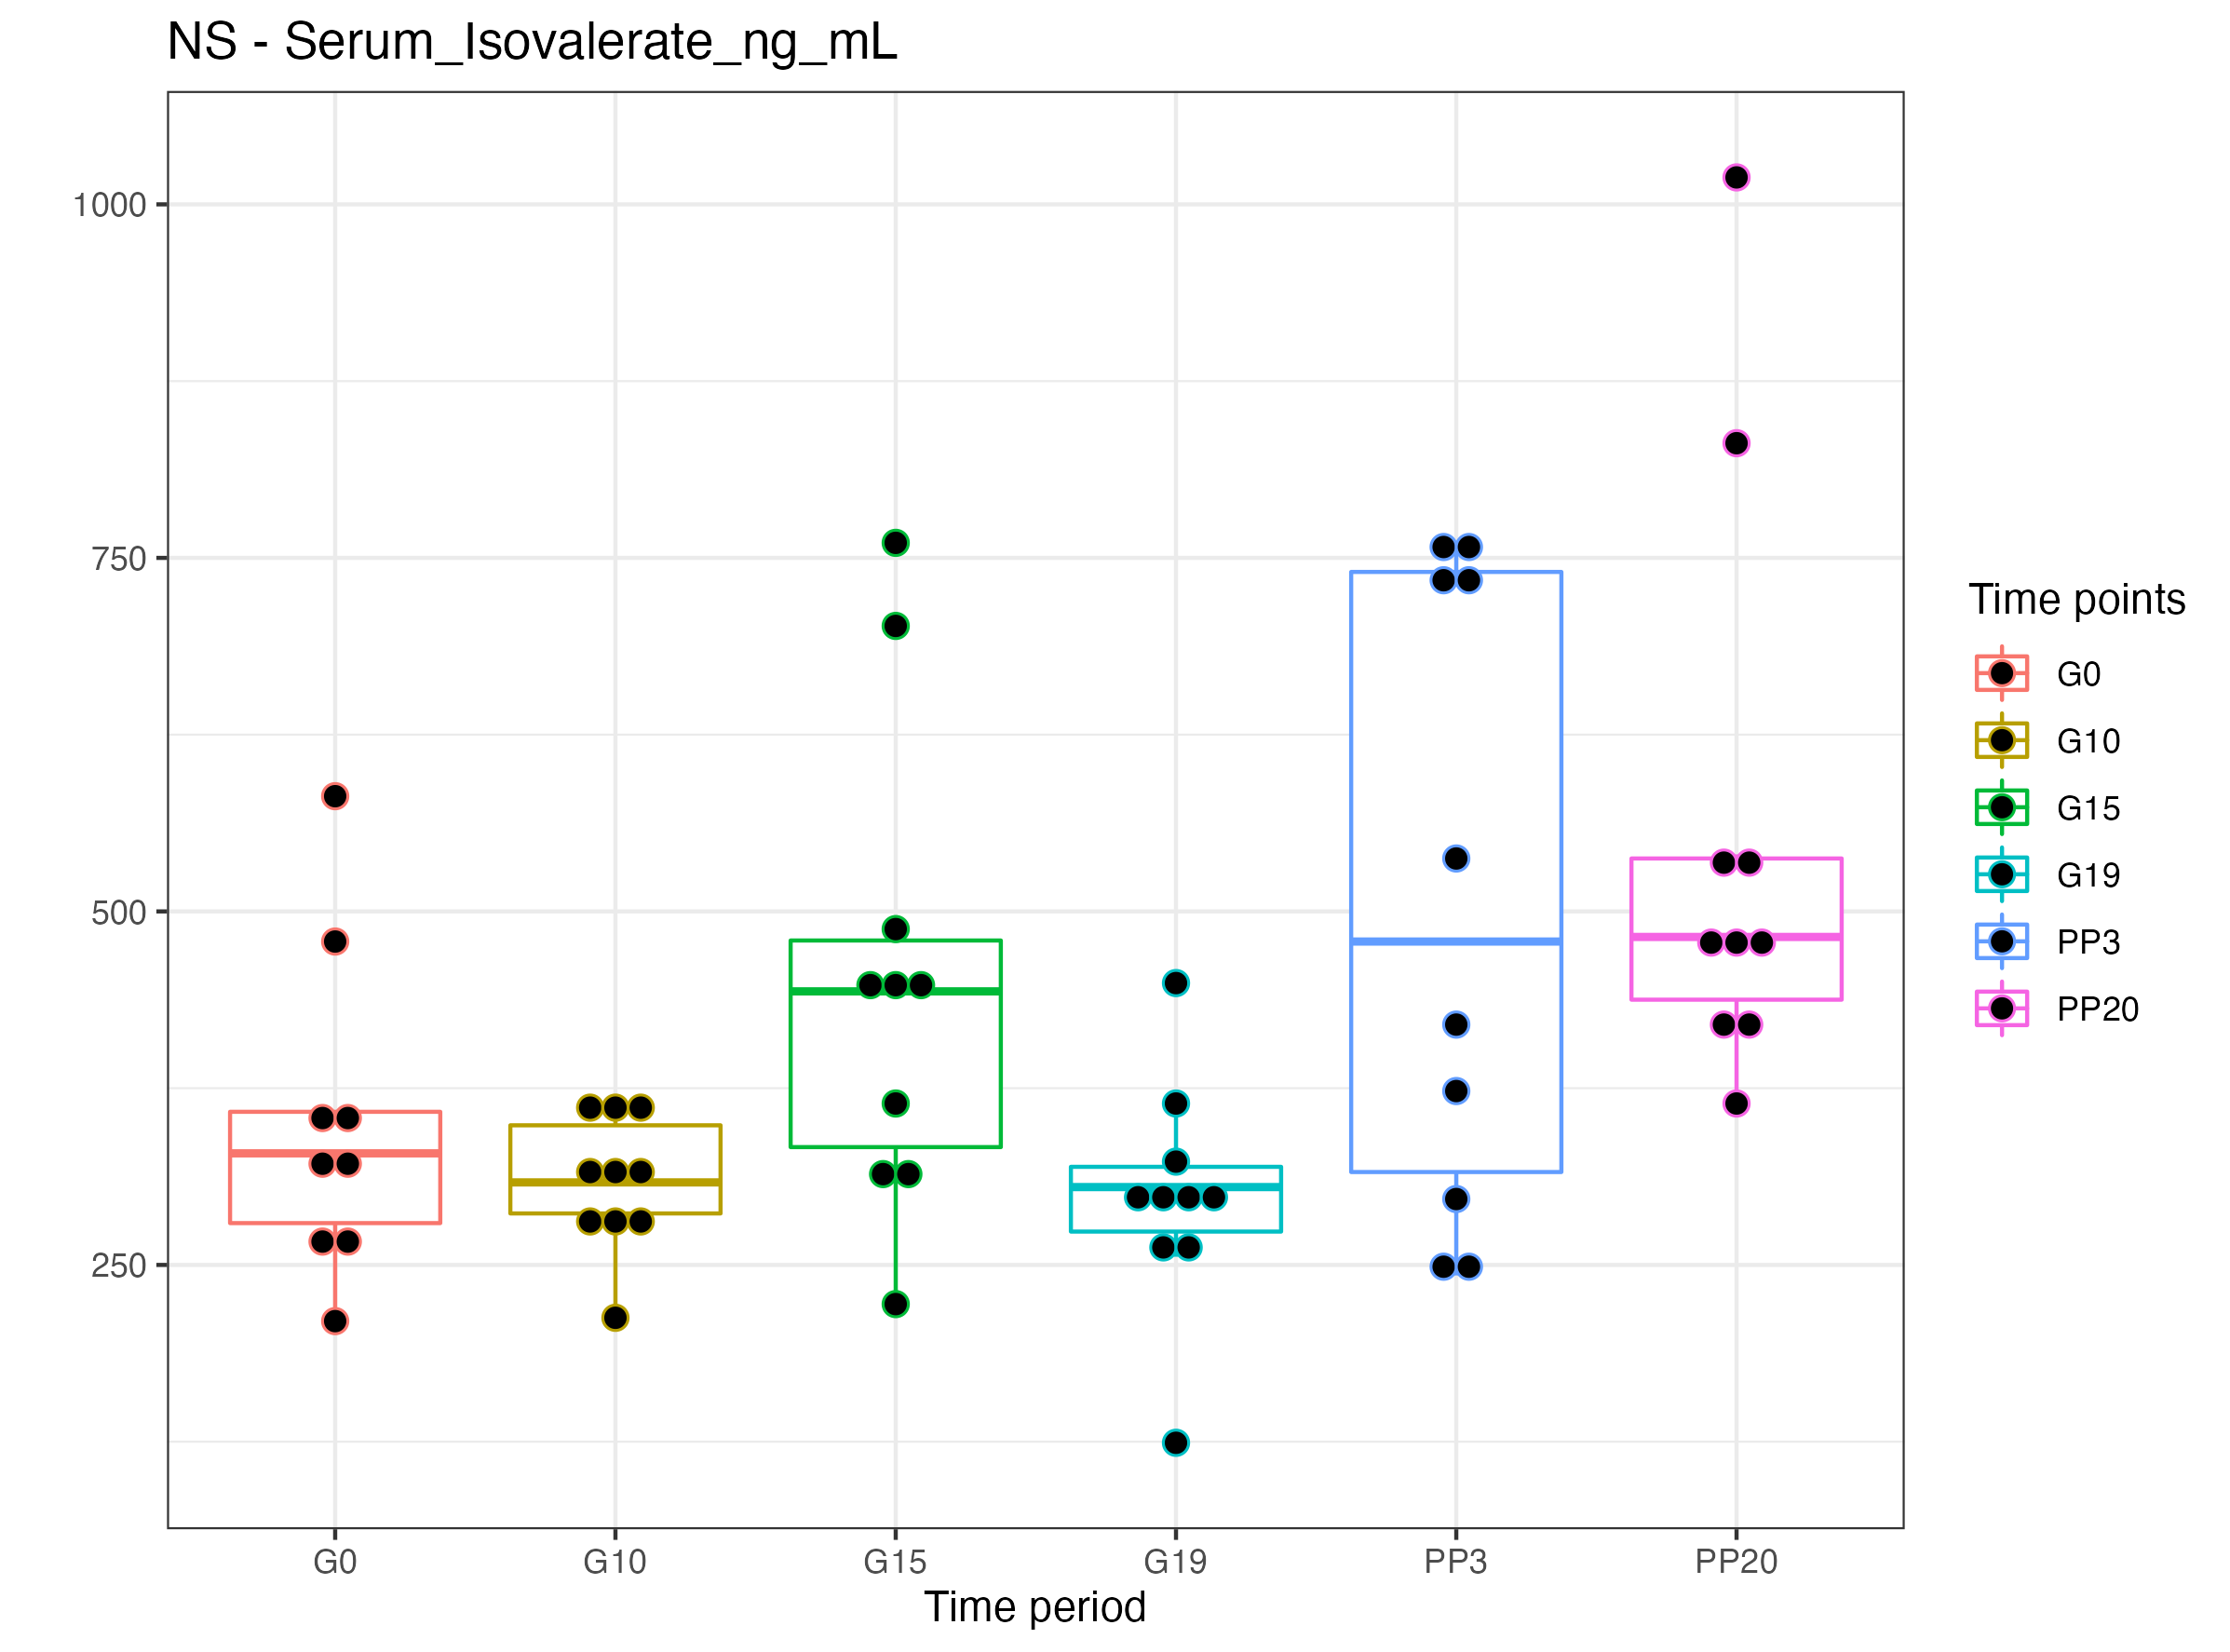 NS - Serum_Isovalerate_ng_mL
1000
750
500
250
G0
G10
G15
G19
PP3
PP20
Time period
Time points
G0
G10
G15
G19
PP3
PP20